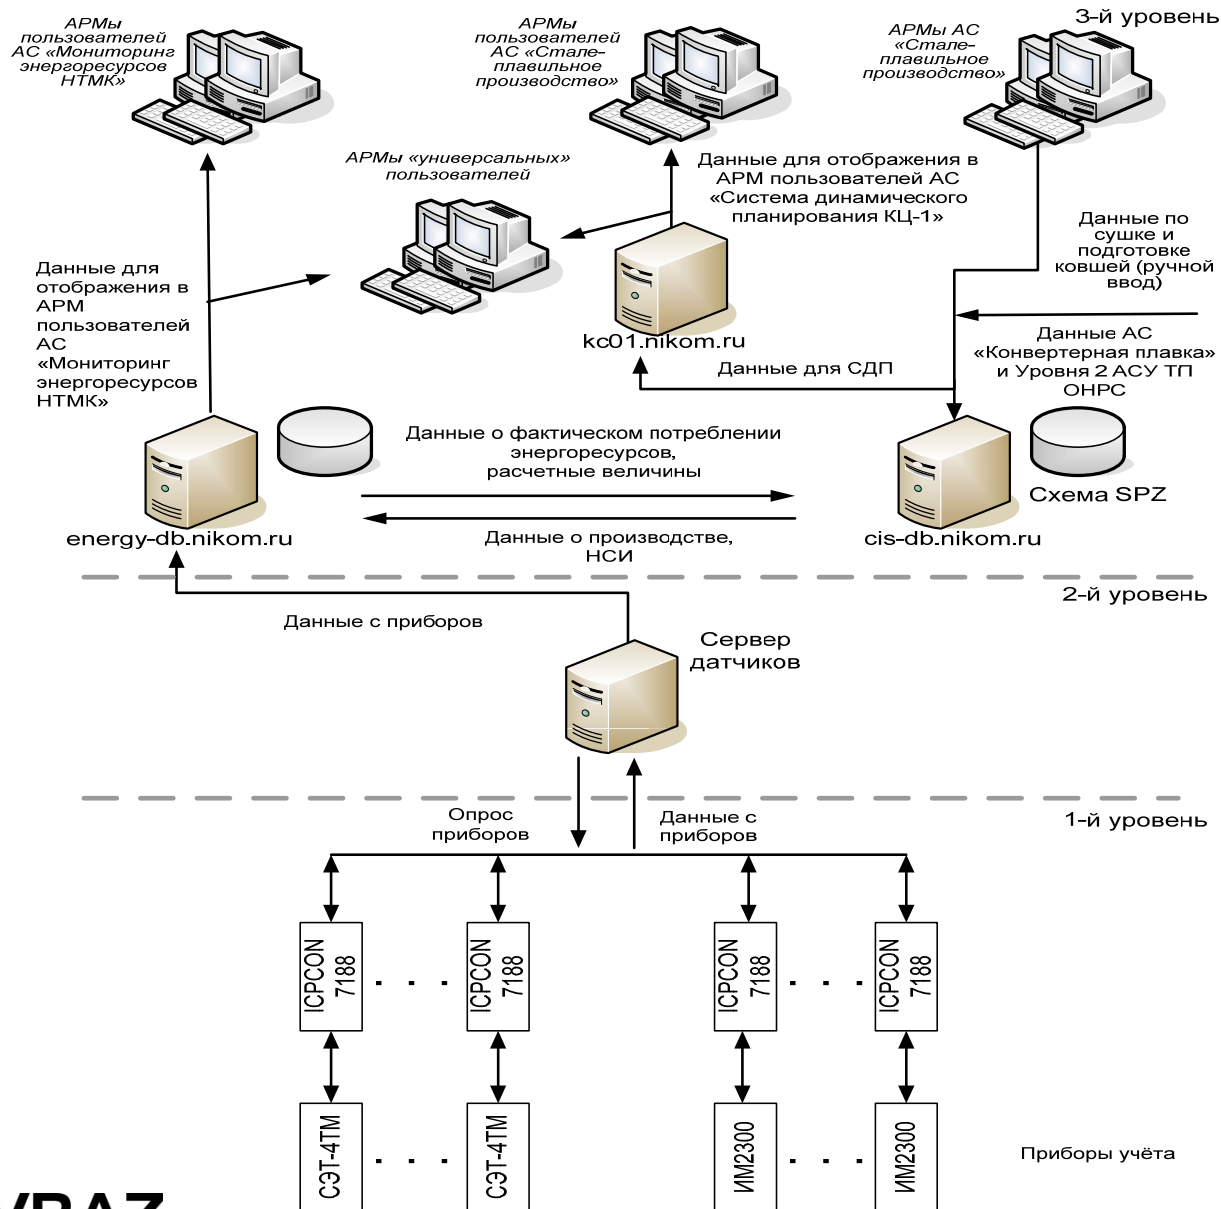 АРМы
пользователей
АС «Мониторинг
энергоресурсов
НТМК»
АРМы
пользователей
АС «Стале-
плавильное
производство»
АРМы АС
«Стале-
плавильное
производство»
3-й уровень
АРМы «универсальных»
пользователей
Данные для отображения в
АРМ пользователей АС
«Система динамического
планирования КЦ-1»
Данные по
сушке и
подготовке
ковшей (ручной
ввод)
Данные для
отображения в
АРМ
пользователей
АС
«Мониторинг
энергоресурсов
НТМК»
kc01.nikom.ru
Данные для СДП
Данные АС
«Конвертерная плавка»
и Уровня 2 АСУ ТП
ОНРС
Данные о фактическом потреблении
энергоресурсов,
расчетные величины
Схема SPZ
energy-db.nikom.ru
Данные о производстве,
НСИ
cis-db.nikom.ru
2-й уровень
Данные с приборов
Сервер
датчиков
Опрос
приборов
Данные с
приборов
1-й уровень
ICPCON
7188
. . .
ICPCON
7188
ICPCON
7188
. . .
ICPCON
7188
СЭТ-4ТМ
. . .
СЭТ-4ТМ
ИМ2300
. . .
ИМ2300
Приборы учёта